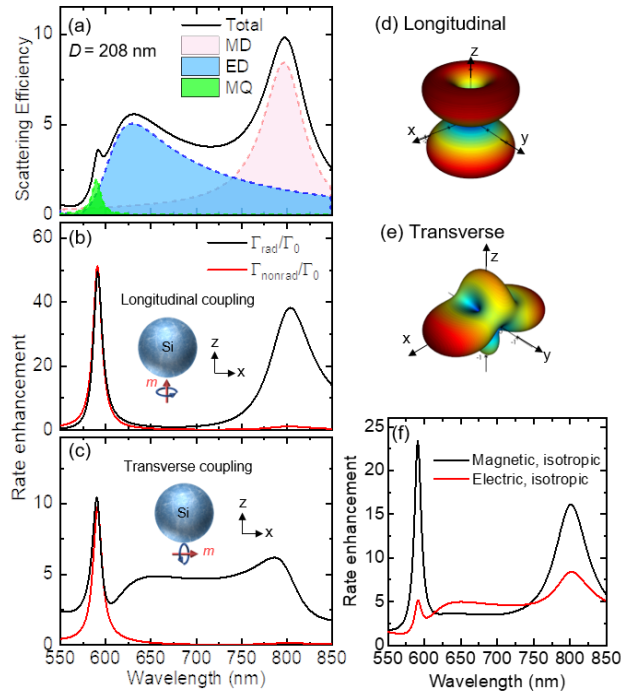 (a)
D = 208 nm
Total
MD
ED
MQ
10
5
0
Scattering Efficiency
(b)
Γrad/Γ0
Γnonrad/Γ0
60
40
20
0
Longitudinal coupling
Si
m
z
x
Rate enhancement
(c)
Transverse coupling
Si
m
z
x
10
5
0
550 600 650 700 750 800 850
Wavelength (nm)
(d) Longitudinal
z
x
y
(e) Transverse
z
x
y
(f)
Magnetic, isotropic
Electric, isotropic
25
20
15
10
5
0
Rate enhancement
550 600 650 700 750 800 850
Wavelength (nm)